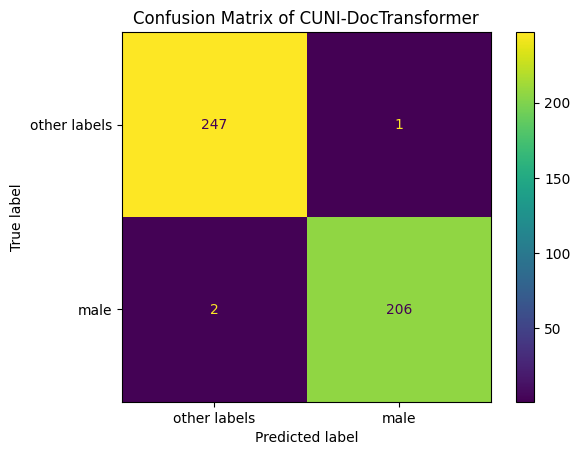 Confusion Matrix of CUNI-DocTransformer
True label
other labels
247
1
male
2
206
other labels
male
Predicted label
200
150
100
50